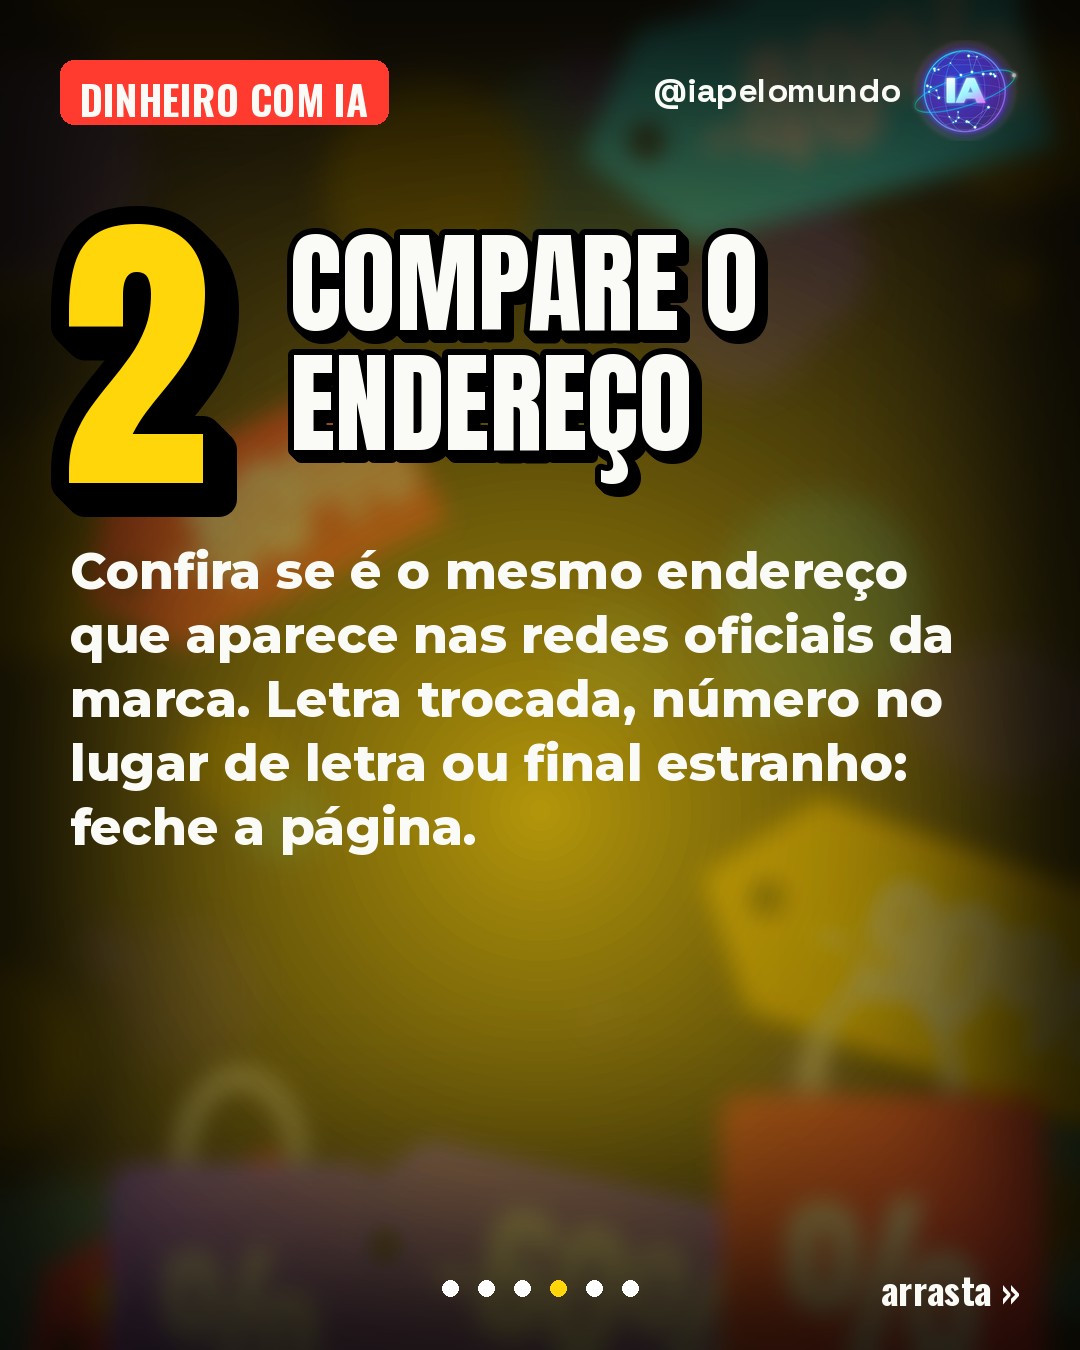 DINHEIRO COM IA
@iapelomundo
IA
2
COMPARE O
ENDEREÇO
Confira se é o mesmo endereço
que aparece nas redes oficiais da
marca. Letra trocada, número no
lugar de letra ou final estranho:
feche a página.
%
%
arrasta »